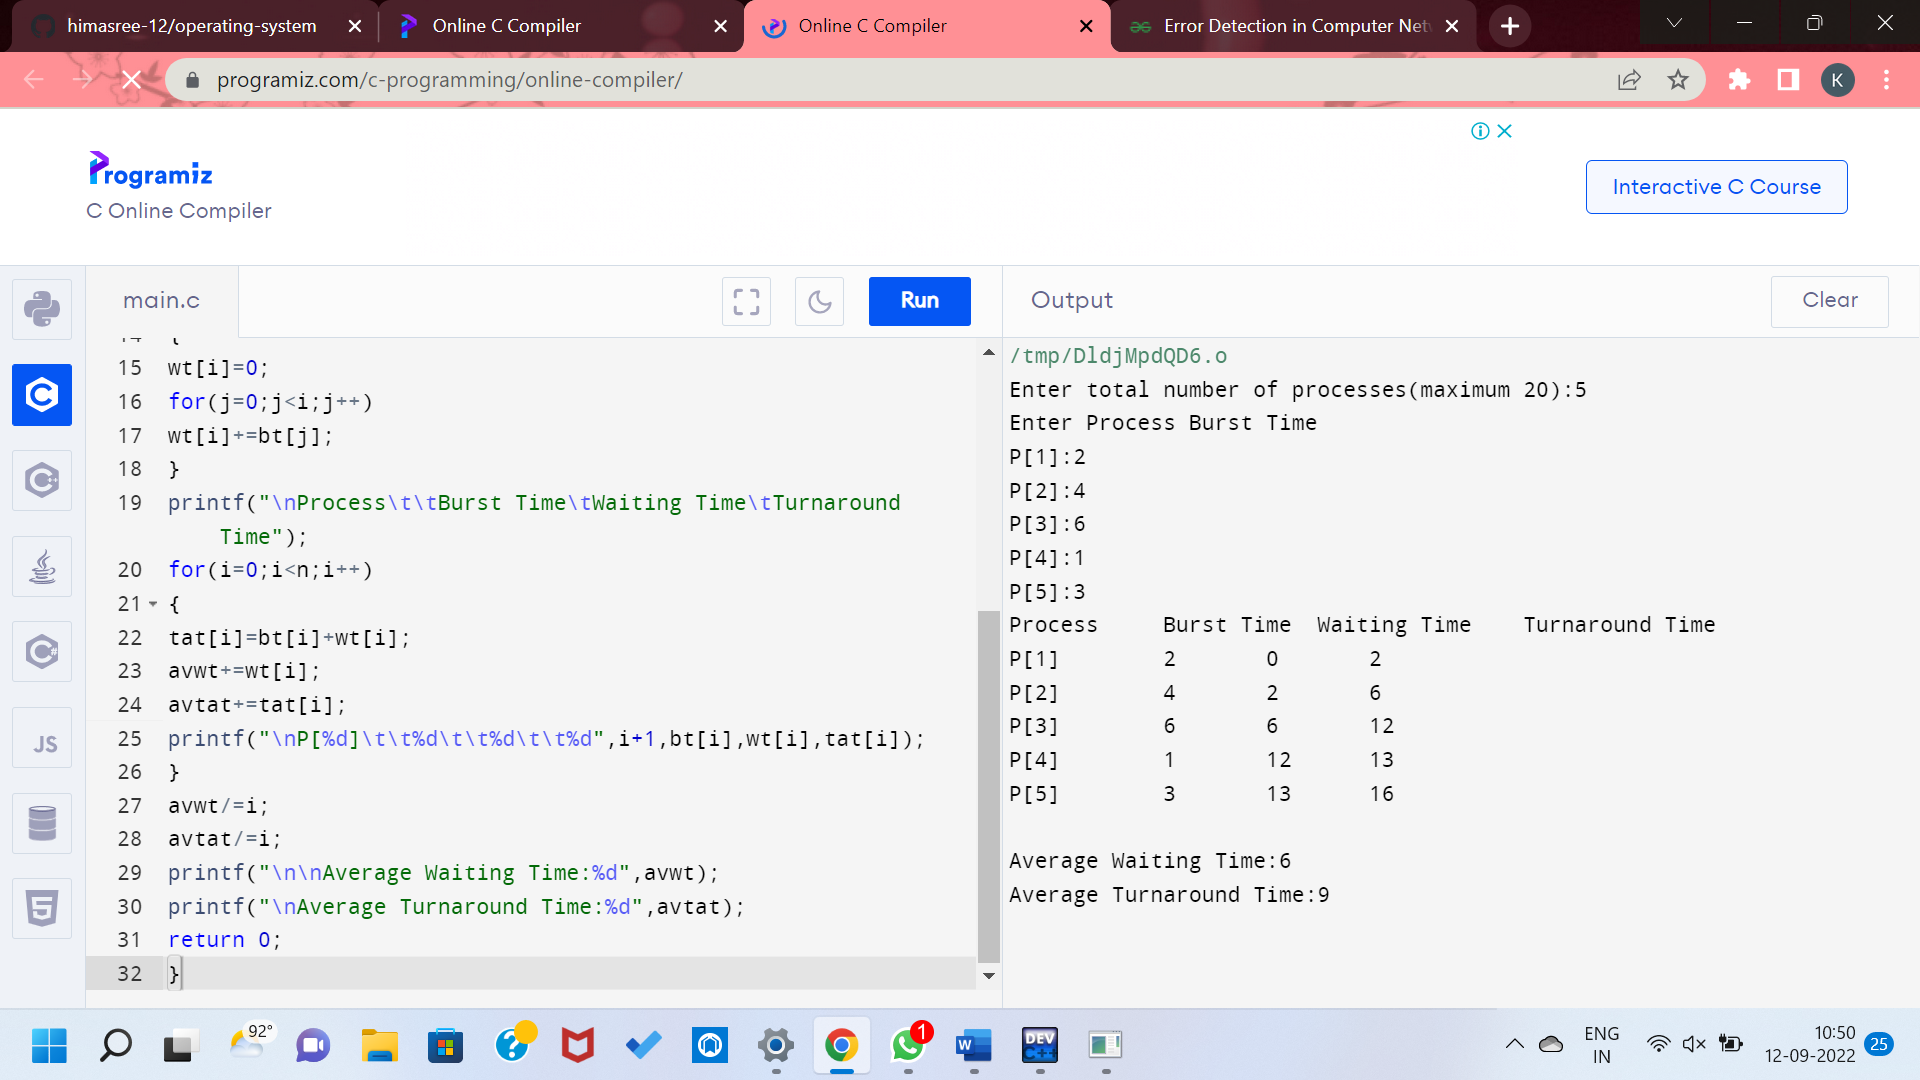 himasree-12/operating-system
Online C Compiler
Online C Compiler
Error Detection in Computer Net
programiz.com/c-programming/online-compiler/
K
Programiz
C Online Compiler
Interactive C Course
main.c
Run
Output
Clear
14 {
15 wt[i]=0;
16 for(j=0;j<i;j++)
17 wt[i]+=bt[j];
18 }
19 printf("\nProcess\t\tBurst Time\tWaiting Time\tTurnaround
Time");
20 for(i=0;i<n;i++)
21 {
22 tat[i]=bt[i]+wt[i];
23 avwt+=wt[i];
24 avtat+=tat[i];
25 printf("\nP[%d]\t\t%d\t\t%d\t\t%d",i+1,bt[i],wt[i],tat[i]);
26 }
27 avwt/=i;
28 avtat/=i;
29 printf("\n\nAverage Waiting Time:%d",avwt);
30 printf("\nAverage Turnaround Time:%d",avtat);
31 return 0;
32 }
/tmp/DldjMpdQD6.o
Enter total number of processes(maximum 20):5
Enter Process Burst Time
P[1]:2
P[2]:4
P[3]:6
P[4]:1
P[5]:3
Process Burst Time Waiting Time Turnaround Time
P[1] 2 0 2
P[2] 4 2 6
P[3] 6 6 12
P[4] 1 12 13
P[5] 3 13 16
Average Waiting Time:6
Average Turnaround Time:9
JS
92°
1
DEV
C++
ENG
IN
10:50
12-09-2022
25